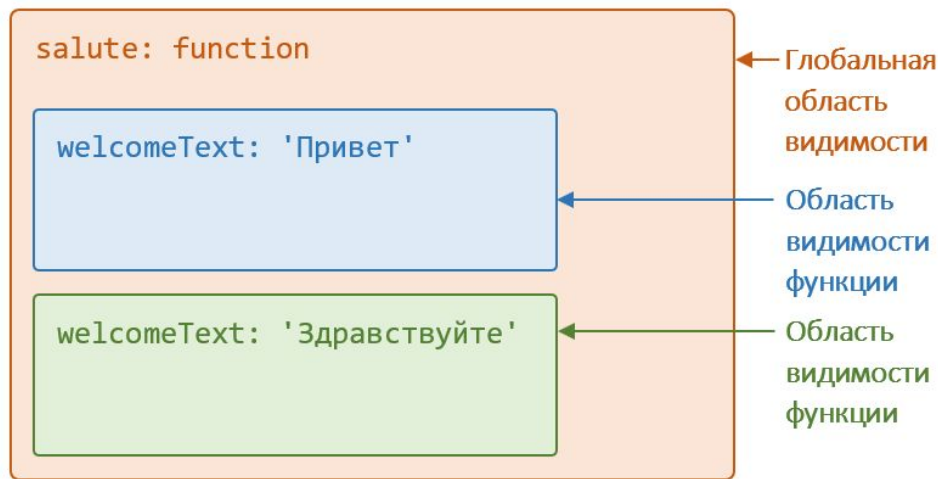 salute: function
welcomeText: 'Привет'
welcomeText: 'Здравствуйте'
Глобальная
область
видимости
Область
видимости
функции
Область
видимости
функции